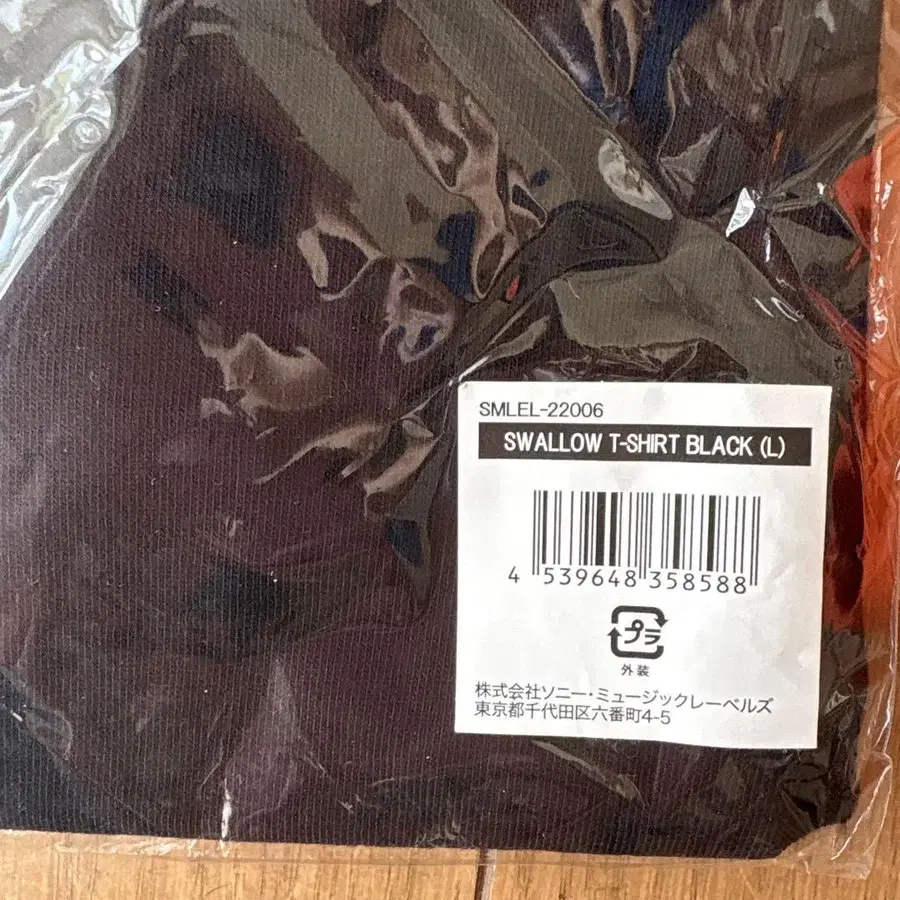 SMLEL-22006
SWALLOW T-SHIRT BLACK (L)
4 539648 358588
プラ
外装
株式会社ソニー・ミュージックレーベルズ
東京都千代田区六番町4-5